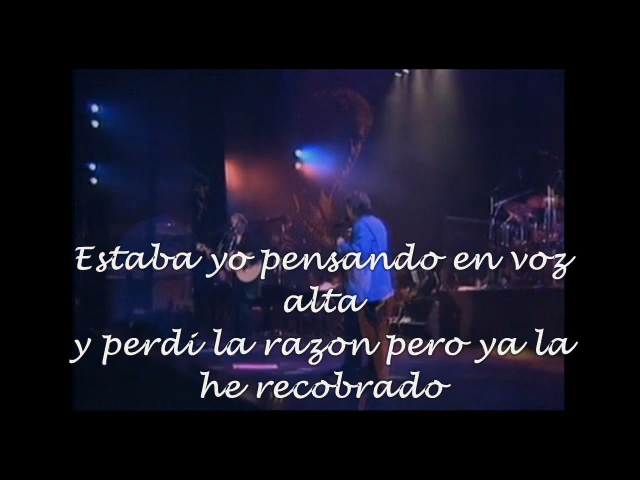 Estaba yo pensando en voz
alta
y perdí la razon pero ya la
he recobrado